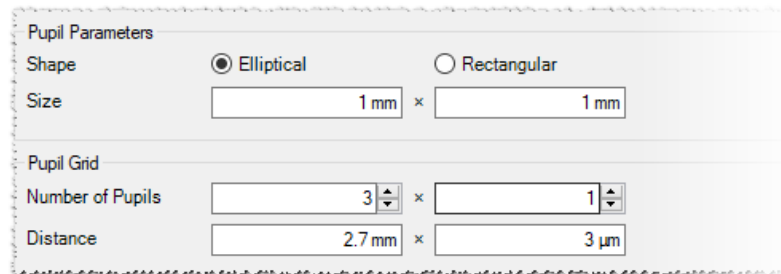 Pupil Parameters
Shape Elliptical Rectangular
Size 1 mm × 1 mm
Pupil Grid
Number of Pupils 3 × 1
Distance 2.7 mm × 3 µm